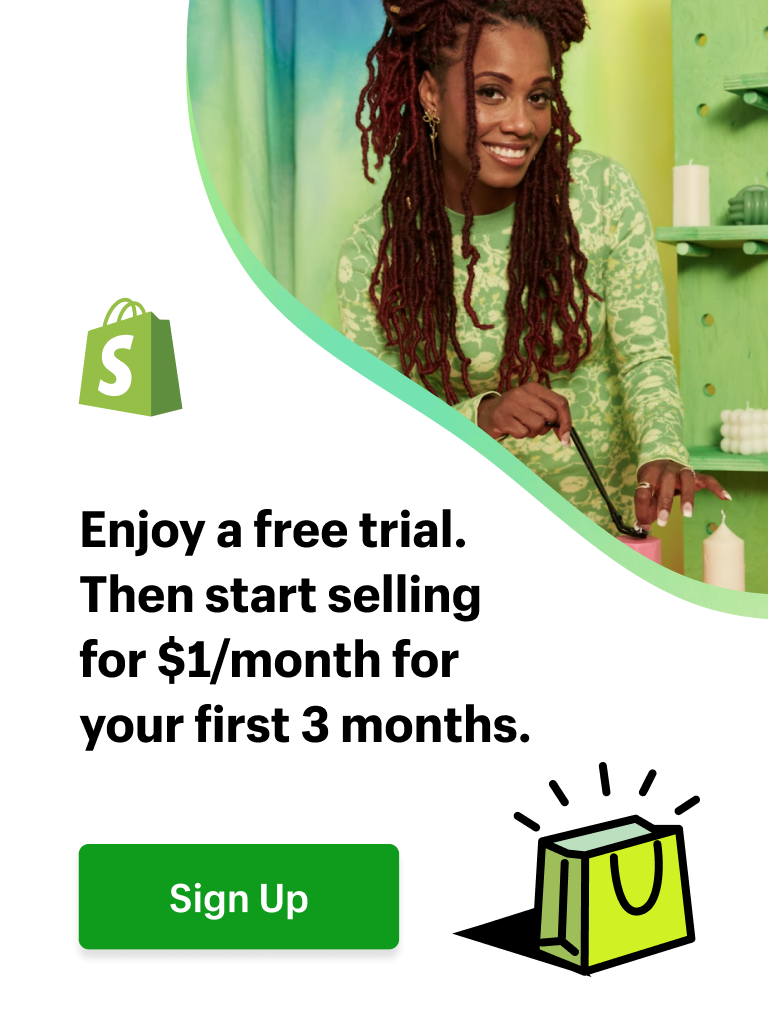 S
Enjoy a free trial.
Then start selling
for $1/month for
your first 3 months.
Sign Up